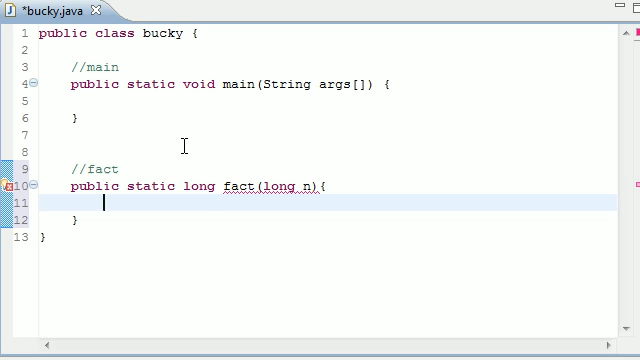 *bucky.java
1 public class bucky {
2
3 //main
4 public static void main(String args[]) {
5
6 }
7
8
9 //fact
10 public static long fact(long n){
11
12 }
13 }